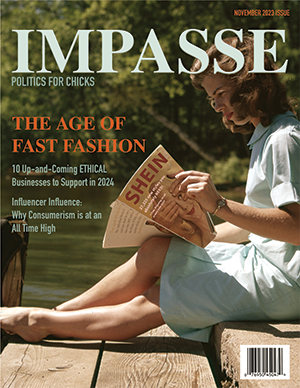 NOVEMBER 2023 ISSUE
IMPASSE
POLITICS FOR CHICKS
THE AGE OF
FAST FASHION
10 Up-and-Coming ETHICAL
Businesses to Support in 2024
Influencer Influence:
Why Consumerism is at an
All Time High
SHEIN